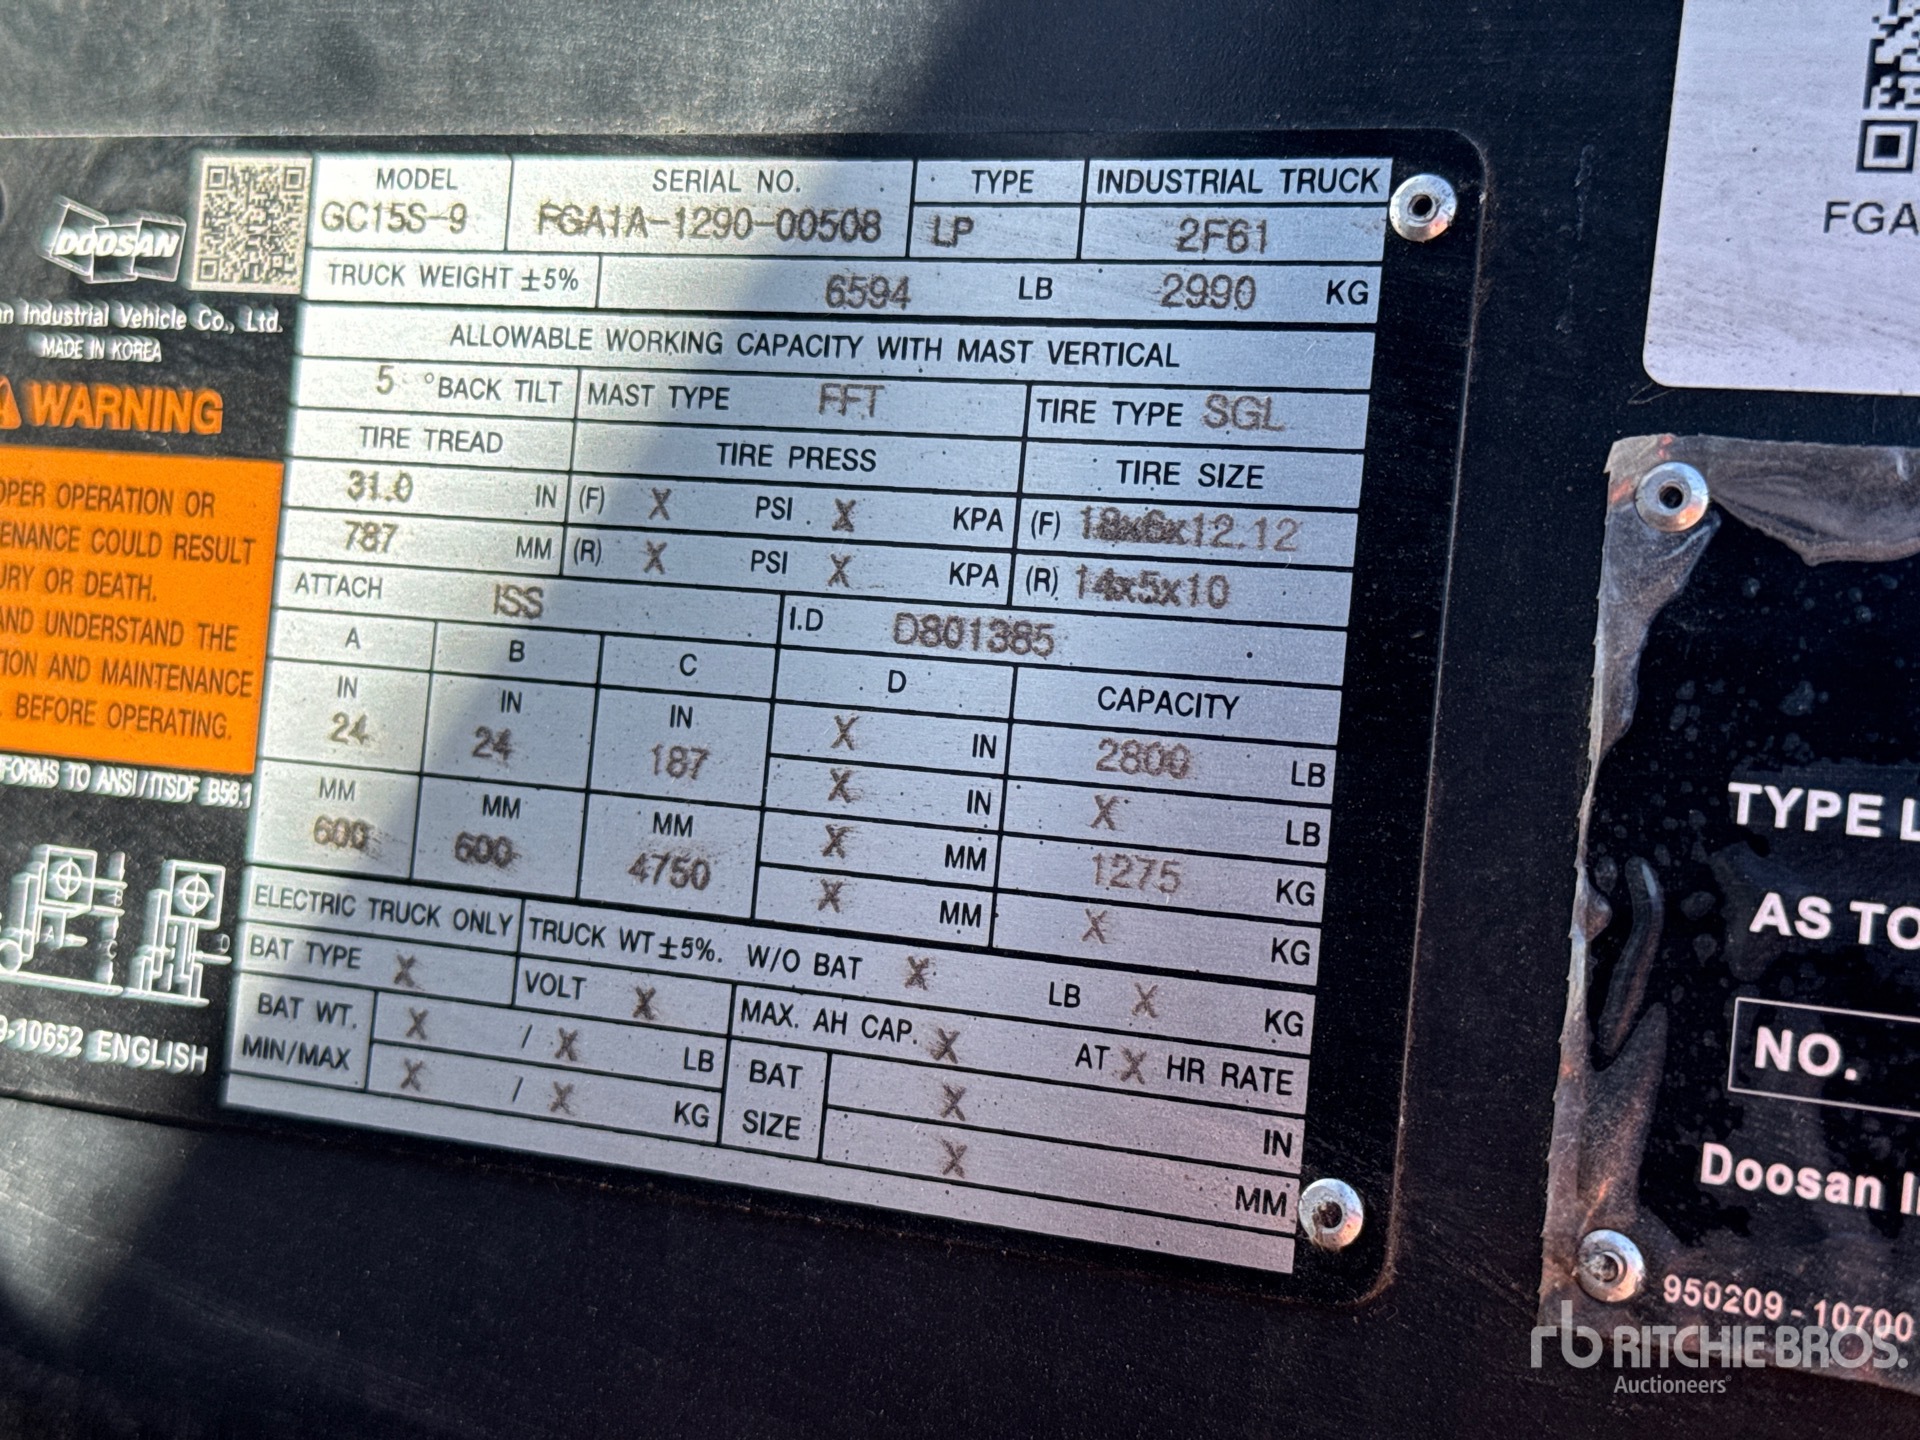 DOOSAN
Industrial Vehicle Co., Ltd.
MADE IN KOREA
WARNING
OPERATION OR
COULD RESULT
OR DEATH.
AND UNDERSTAND THE
AND MAINTENANCE
BEFORE OPERATING.
TO ANSI/ITSDF B56.1
A
B
C
D
9-10652 ENGLISH
MODEL SERIAL NO. TYPE INDUSTRIAL TRUCK
GC15S-9 FGA1A-1290-00508 LP 2F61
TRUCK WEIGHT ±5% 6594 LB 2990 KG
ALLOWABLE WORKING CAPACITY WITH MAST VERTICAL
5 °BACK TILT MAST TYPE FFT TIRE TYPE SGL
TIRE TREAD TIRE PRESS TIRE SIZE
31.0 IN (F) X PSI X KPA (F) 18x6x12.12
787 MM (R) X PSI X KPA (R) 14x5x10
ATTACH ISS I.D D801385
A B C D CAPACITY
IN IN IN X IN 2800 LB
24 24 187 X IN X LB
MM MM MM X MM 1275 KG
600 600 4750 X MM X KG
ELECTRIC TRUCK ONLY TRUCK WT ±5%. W/O BAT X LB X KG
BAT TYPE X VOLT X MAX. AH CAP. X AT X HR RATE
BAT WT. X / X LB BAT X IN
MIN/MAX X / X KG SIZE X MM
FGA
TYPE L
AS TO
NO.
Doosan
950209-10700
rb RITCHIE BROS.
Auctioneers